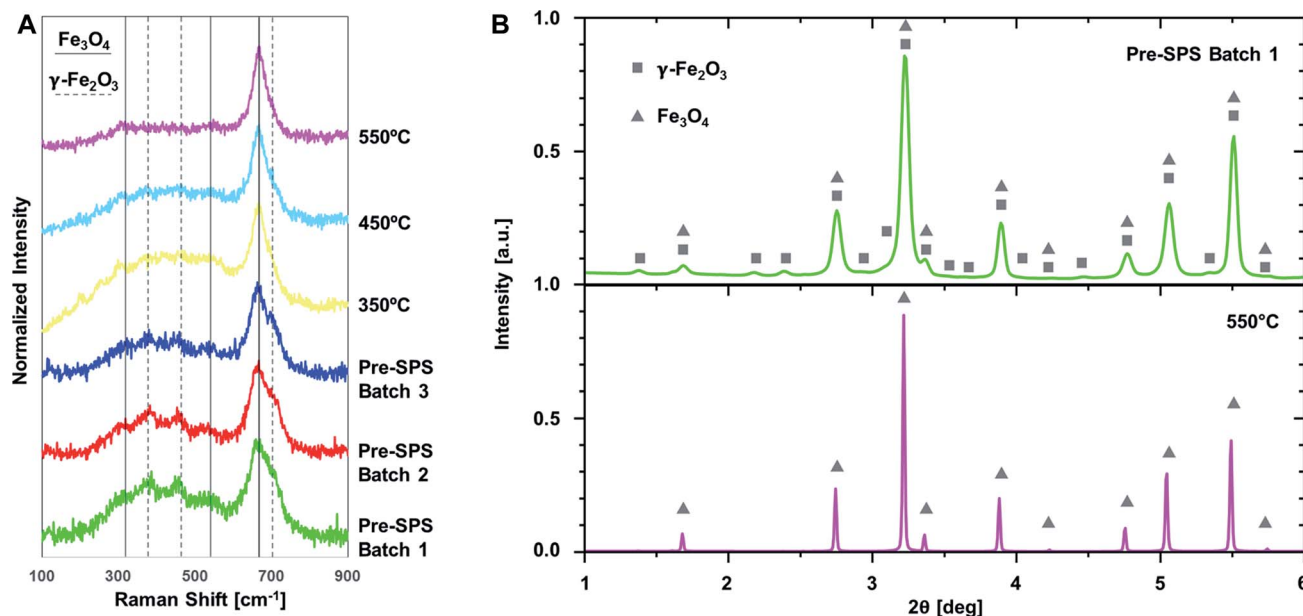 A
Fe₃O₄
γ-Fe₂O₃
550ºC
450ºC
350ºC
Pre-SPS
Batch 3
Pre-SPS
Batch 2
Pre-SPS
Batch 1
Normalized Intensity
100 300 500 700 900
Raman Shift [cm⁻¹]
B
1.0
γ-Fe₂O₃
Fe₃O₄
Pre-SPS Batch 1
0.5
1.0
550°C
0.5
0.0
Intensity [a.u.]
1 2 3 4 5 6
2θ [deg]